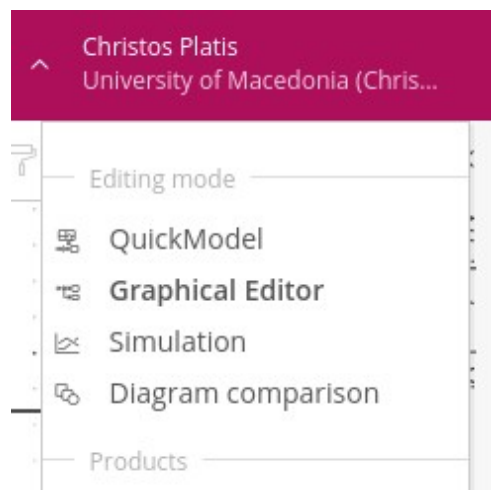 Christos Platis
University of Macedonia (Chris...
Editing mode
QuickModel
Graphical Editor
Simulation
Diagram comparison
Products